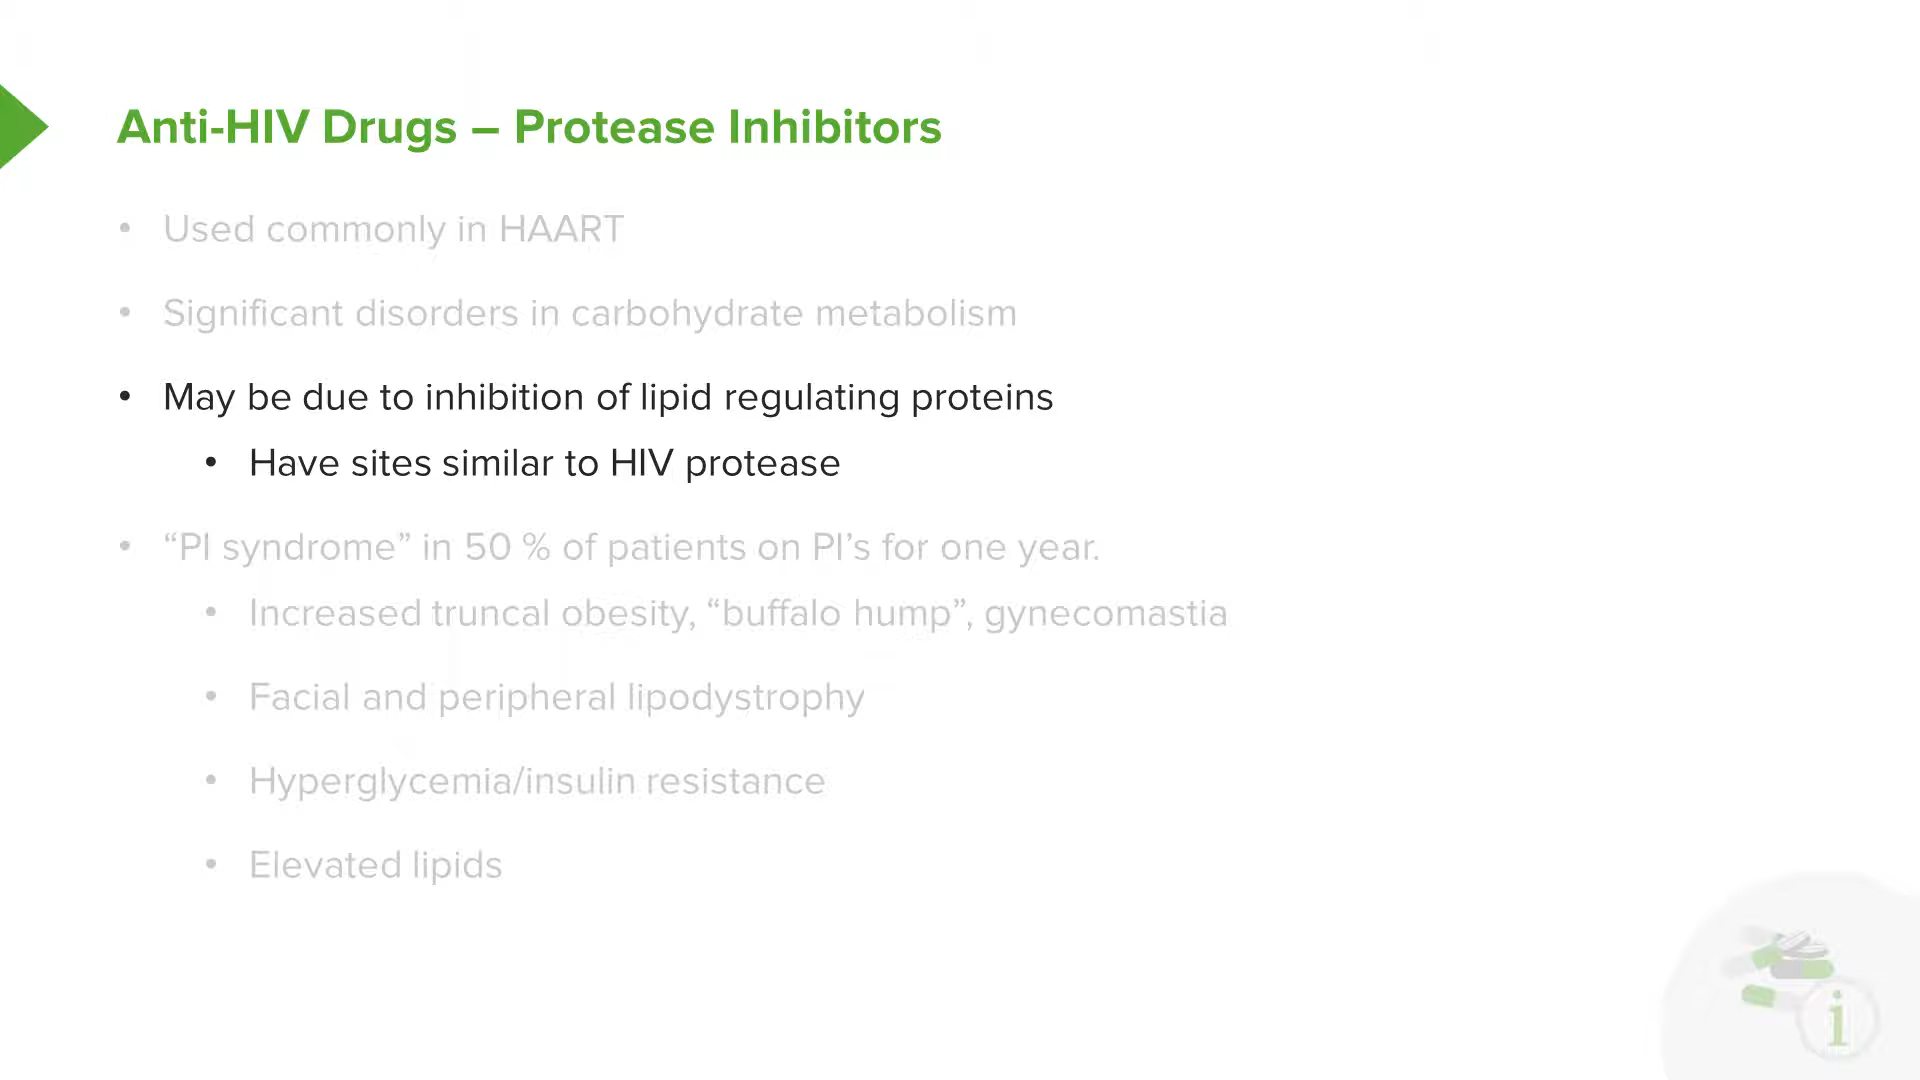 Anti-HIV Drugs – Protease Inhibitors
• Used commonly in HAART
• Significant disorders in carbohydrate metabolism
• May be due to inhibition of lipid regulating proteins
• Have sites similar to HIV protease
• “PI syndrome” in 50 % of patients on PI’s for one year.
• Increased truncal obesity, “buffalo hump”, gynecomastia
• Facial and peripheral lipodystrophy
• Hyperglycemia/insulin resistance
• Elevated lipids
i